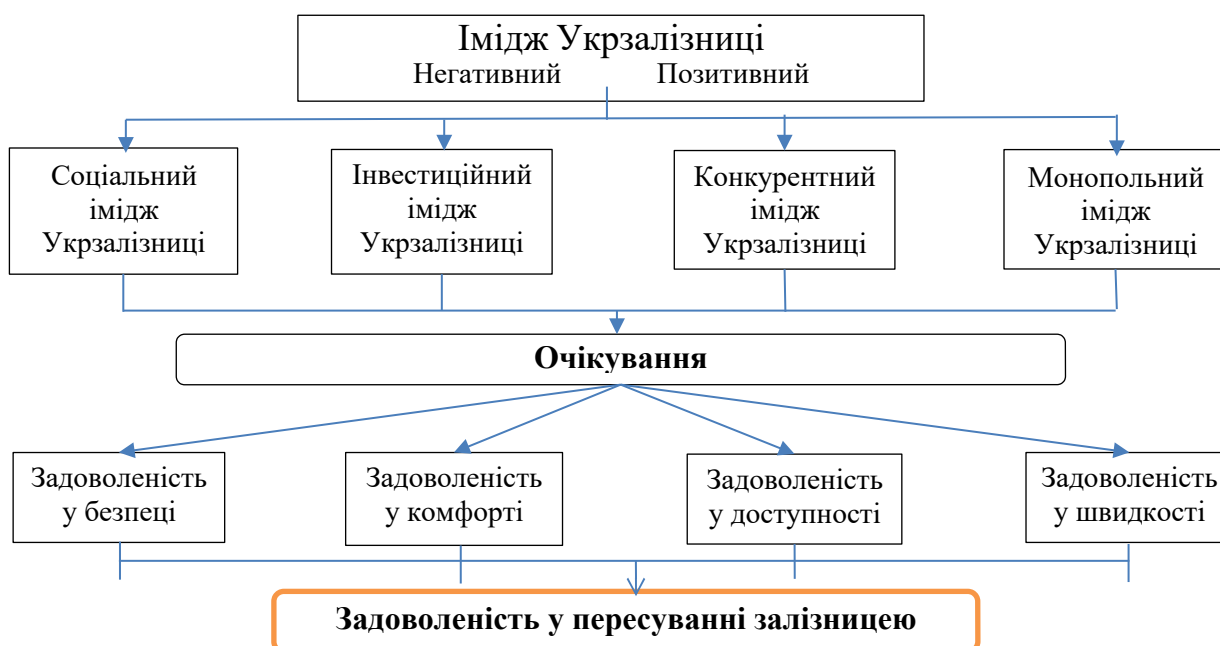 Імідж Укрзалізниці
Негативний Позитивний
Соціальний
імідж
Укрзалізниці
Інвестиційний
імідж
Укрзалізниці
Конкурентний
імідж
Укрзалізниці
Монопольний
імідж
Укрзалізниці
Очікування
Задоволеність
у безпеці
Задоволеність
у комфорті
Задоволеність
у доступності
Задоволеність
у швидкості
Задоволеність у пересуванні залізницею